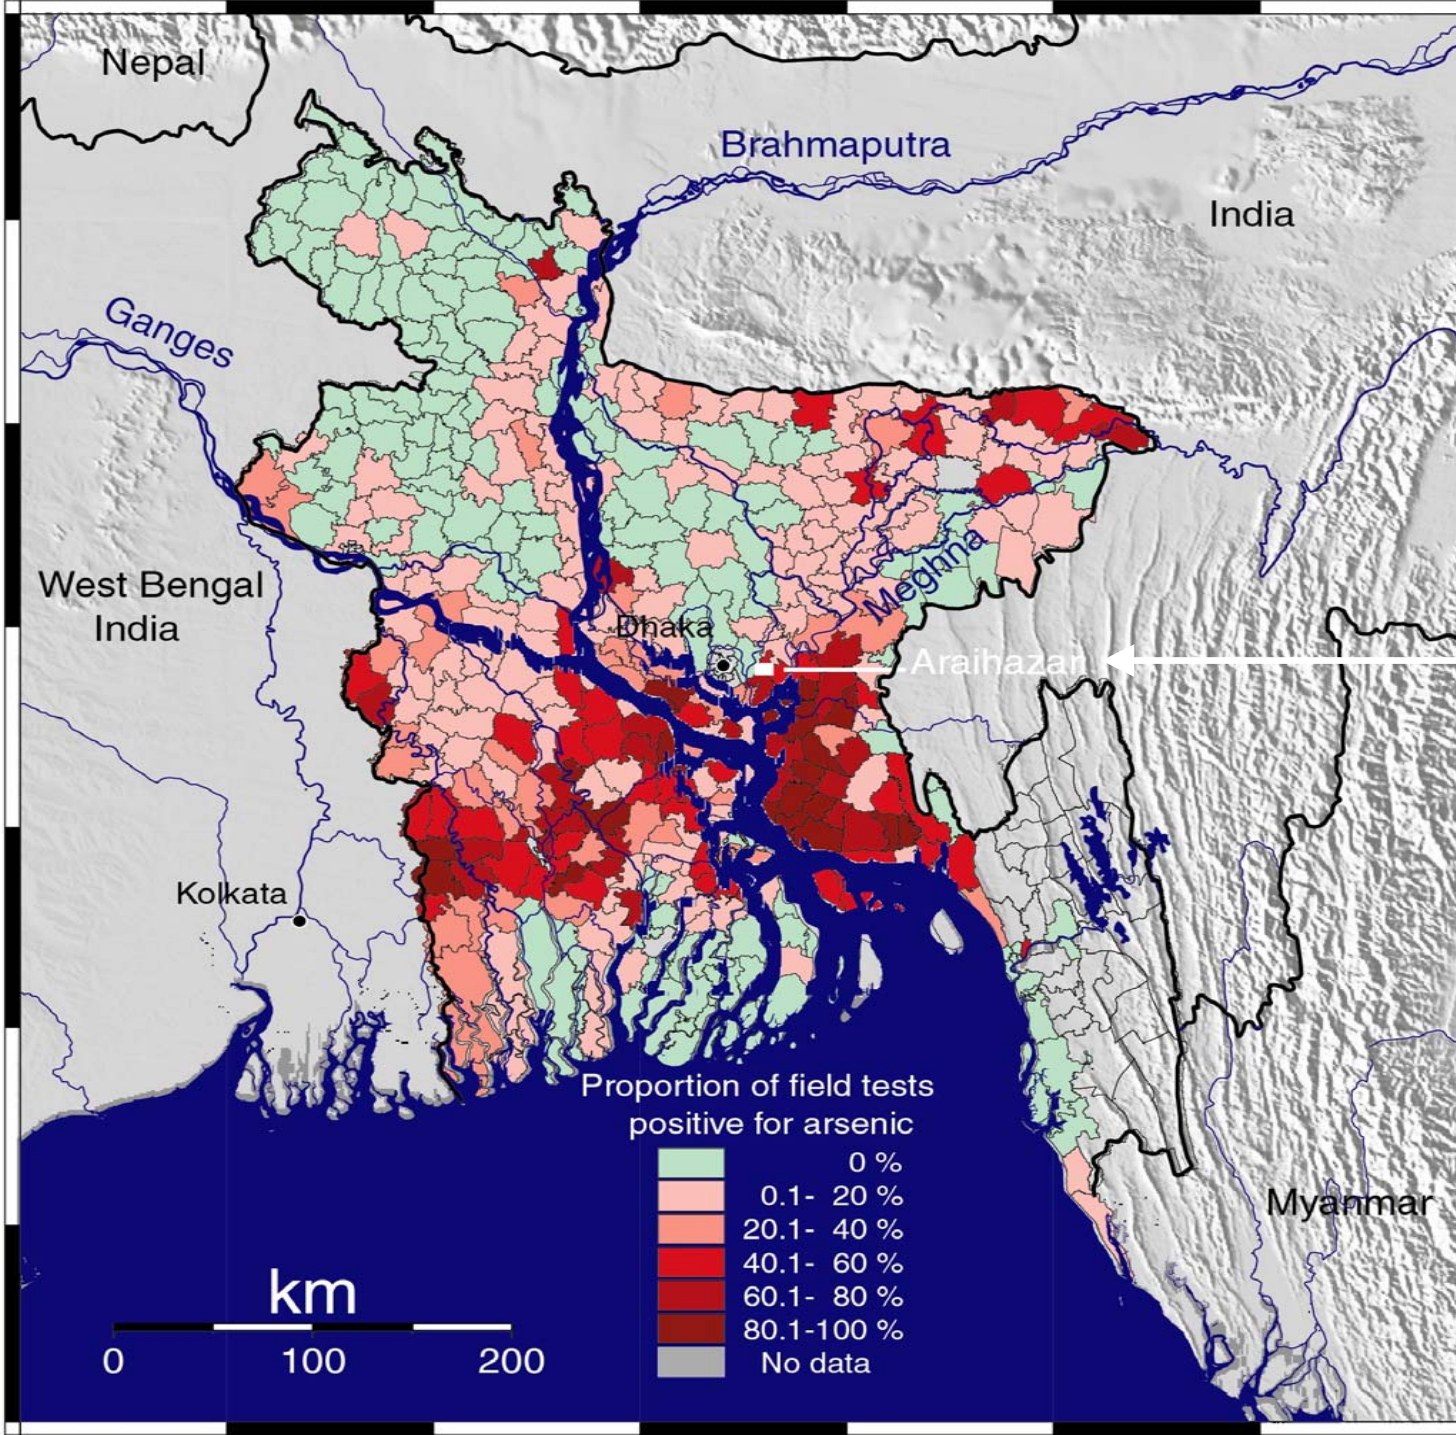 Nepal
Brahmaputra
India
Ganges
West Bengal
India
Meghna
Dhaka
Araihazar
Kolkata
Proportion of field tests
positive for arsenic
0 %
0.1- 20 %
20.1- 40 %
40.1- 60 %
60.1- 80 %
80.1-100 %
No data
Myanmar
km
0 100 200